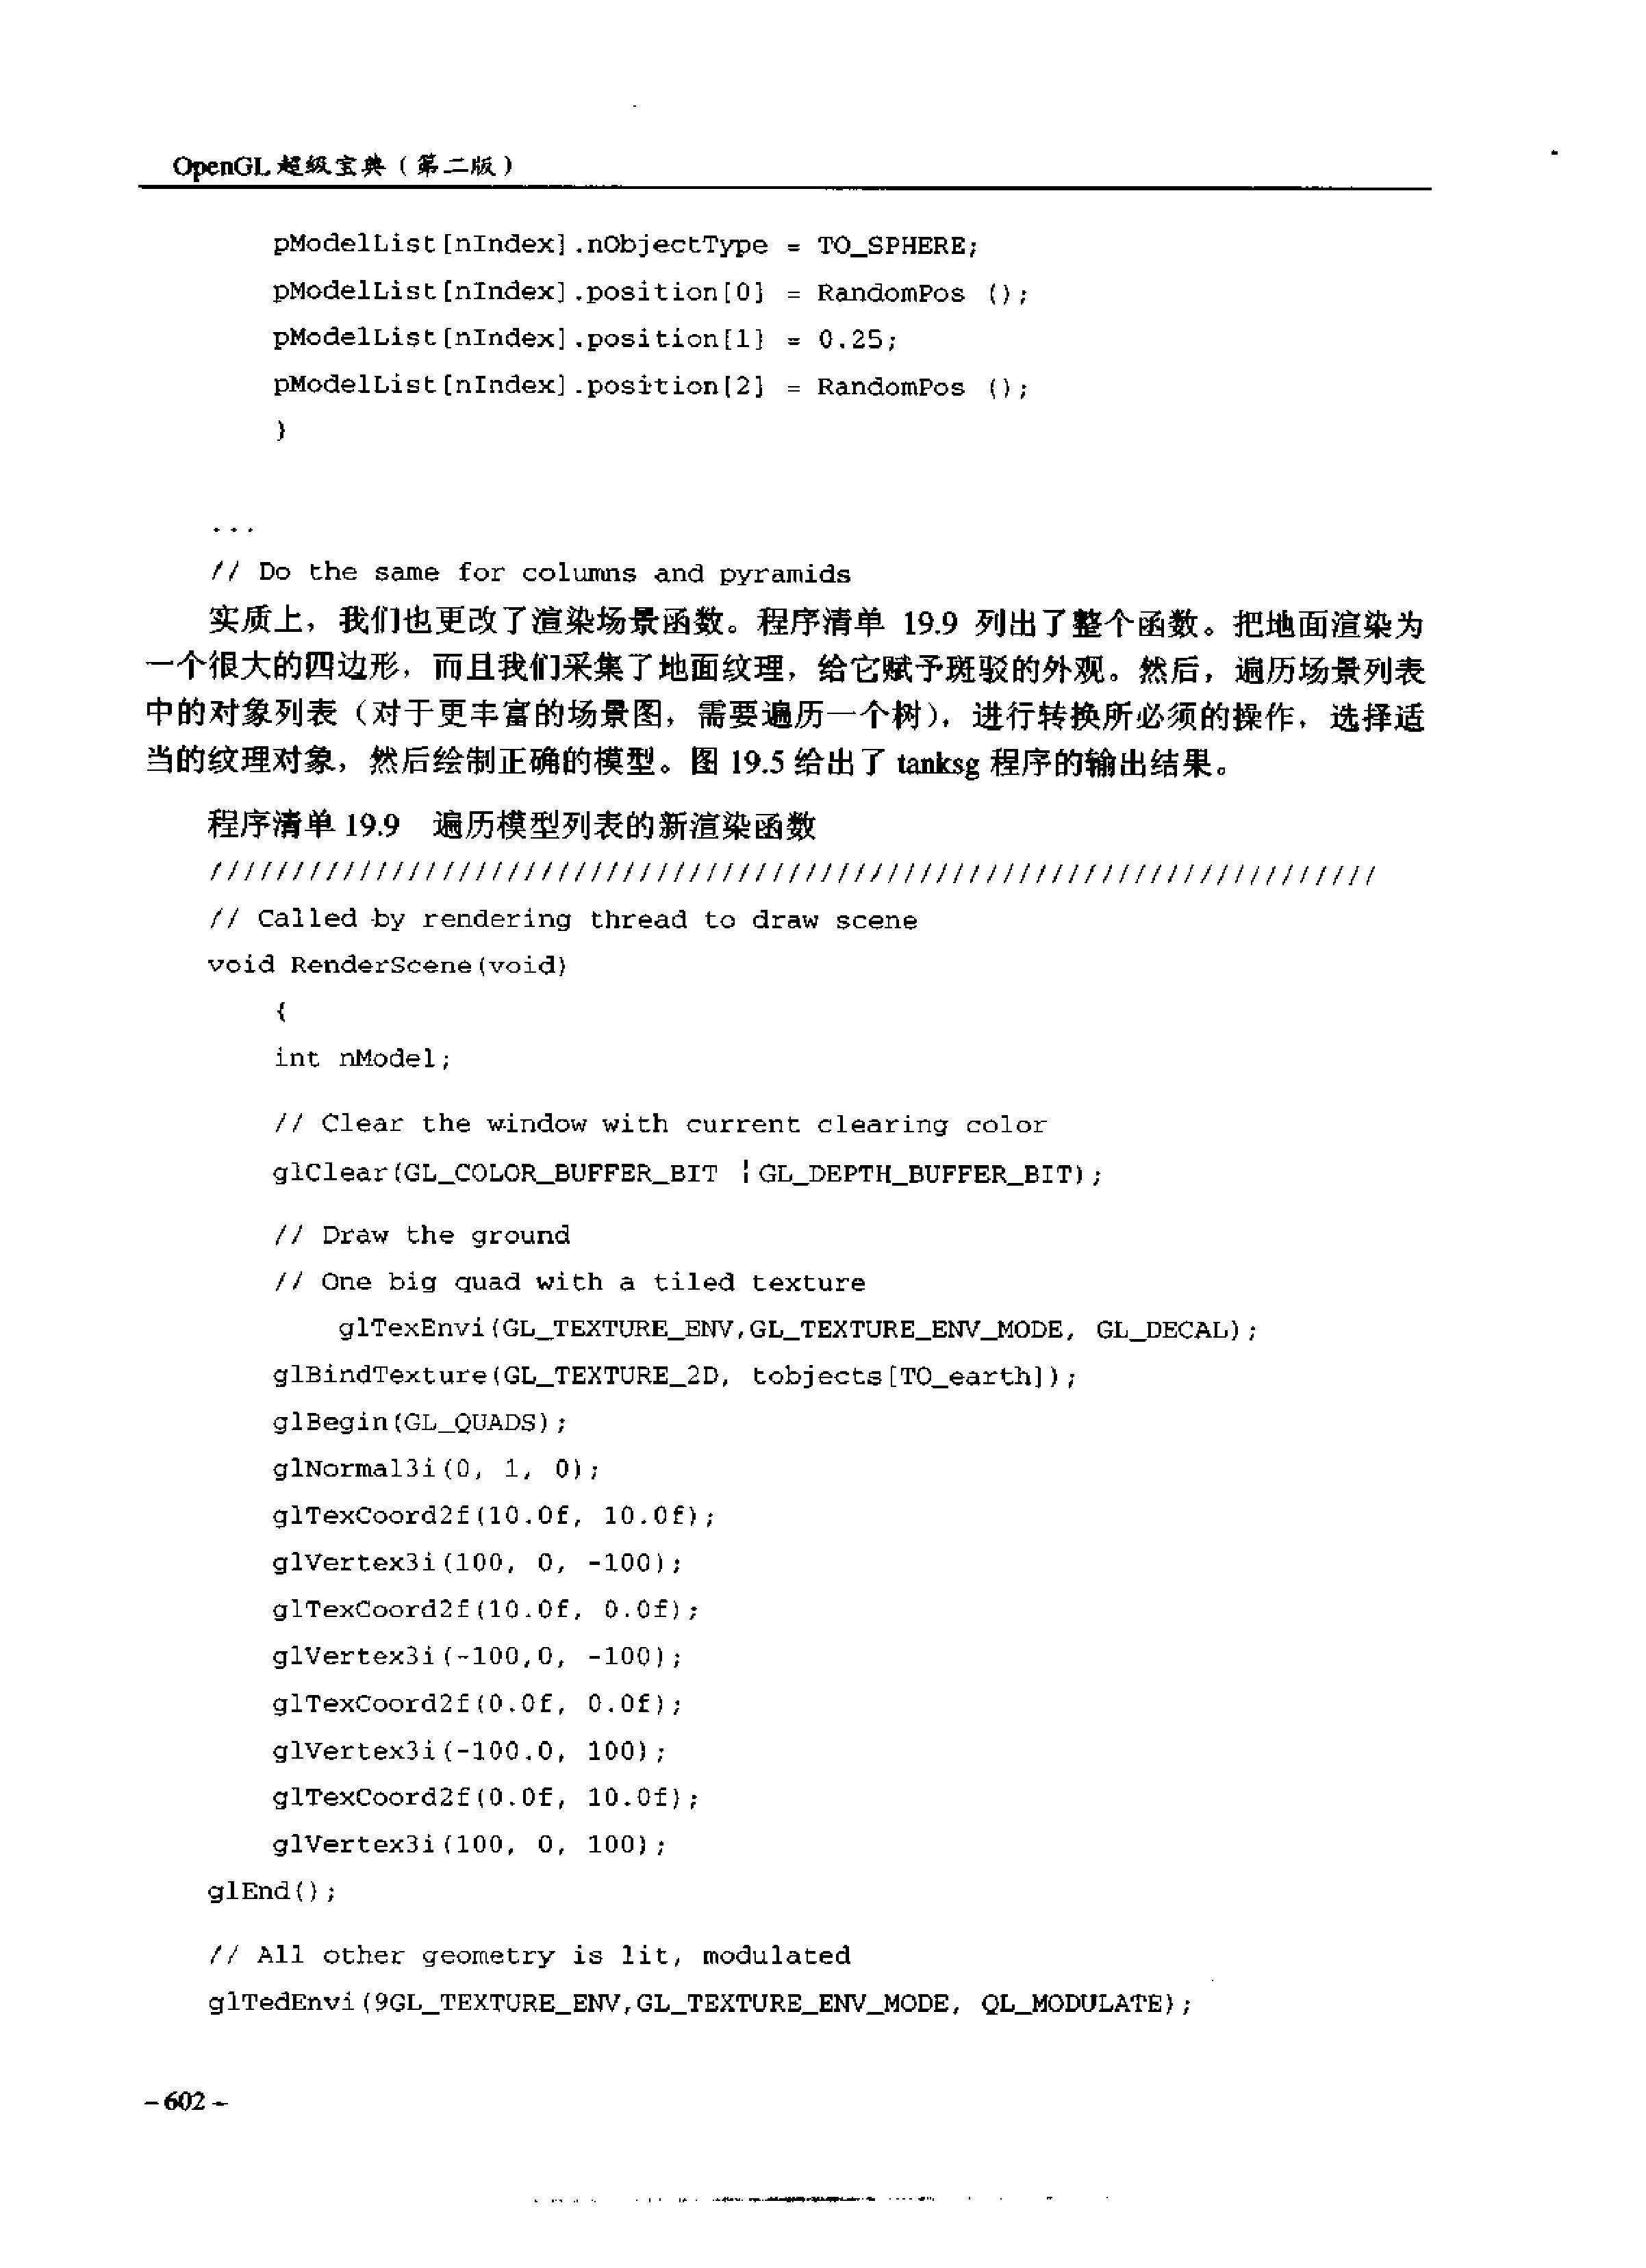 OpenGL 超级宝典（第二版）
pModelList[nIndex].nObjectType = TO_SPHERE;
pModelList[nIndex].position[0] = RandomPos ();
pModelList[nIndex].position[1] = 0.25;
pModelList[nIndex].position[2] = RandomPos ();
}
...
// Do the same for columns and pyramids
实质上，我们也更改了渲染场景函数。程序清单 19.9 列出了整个函数。把地面渲染为
一个很大的四边形，而且我们采集了地面纹理，给它赋予斑驳的外观。然后，遍历场景列表
中的对象列表（对于更丰富的场景图，需要遍历一个树），进行转换所必须的操作，选择适
当的纹理对象，然后绘制正确的模型。图 19.5 给出了 tanksg 程序的输出结果。
程序清单 19.9　遍历模型列表的新渲染函数
///////////////////////////////////////////////////////////////////////
// Called by rendering thread to draw scene
void RenderScene(void)
{
int nModel;
// Clear the window with current clearing color
glClear(GL_COLOR_BUFFER_BIT ¦ GL_DEPTH_BUFFER_BIT);
// Draw the ground
// One big quad with a tiled texture
glTexEnvi(GL_TEXTURE_ENV,GL_TEXTURE_ENV_MODE, GL_DECAL);
glBindTexture(GL_TEXTURE_2D, tobjects[TO_earth]);
glBegin(GL_QUADS);
glNormal3i(0, 1, 0);
glTexCoord2f(10.0f, 10.0f);
glVertex3i(100, 0, -100);
glTexCoord2f(10.0f, 0.0f);
glVertex3i(-100,0, -100);
glTexCoord2f(0.0f, 0.0f);
glVertex3i(-100.0, 100);
glTexCoord2f(0.0f, 10.0f);
glVertex3i(100, 0, 100);
glEnd();
// All other geometry is lit, modulated
glTedEnvi(9GL_TEXTURE_ENV,GL_TEXTURE_ENV_MODE, QL_MODULATE);
- 602 -